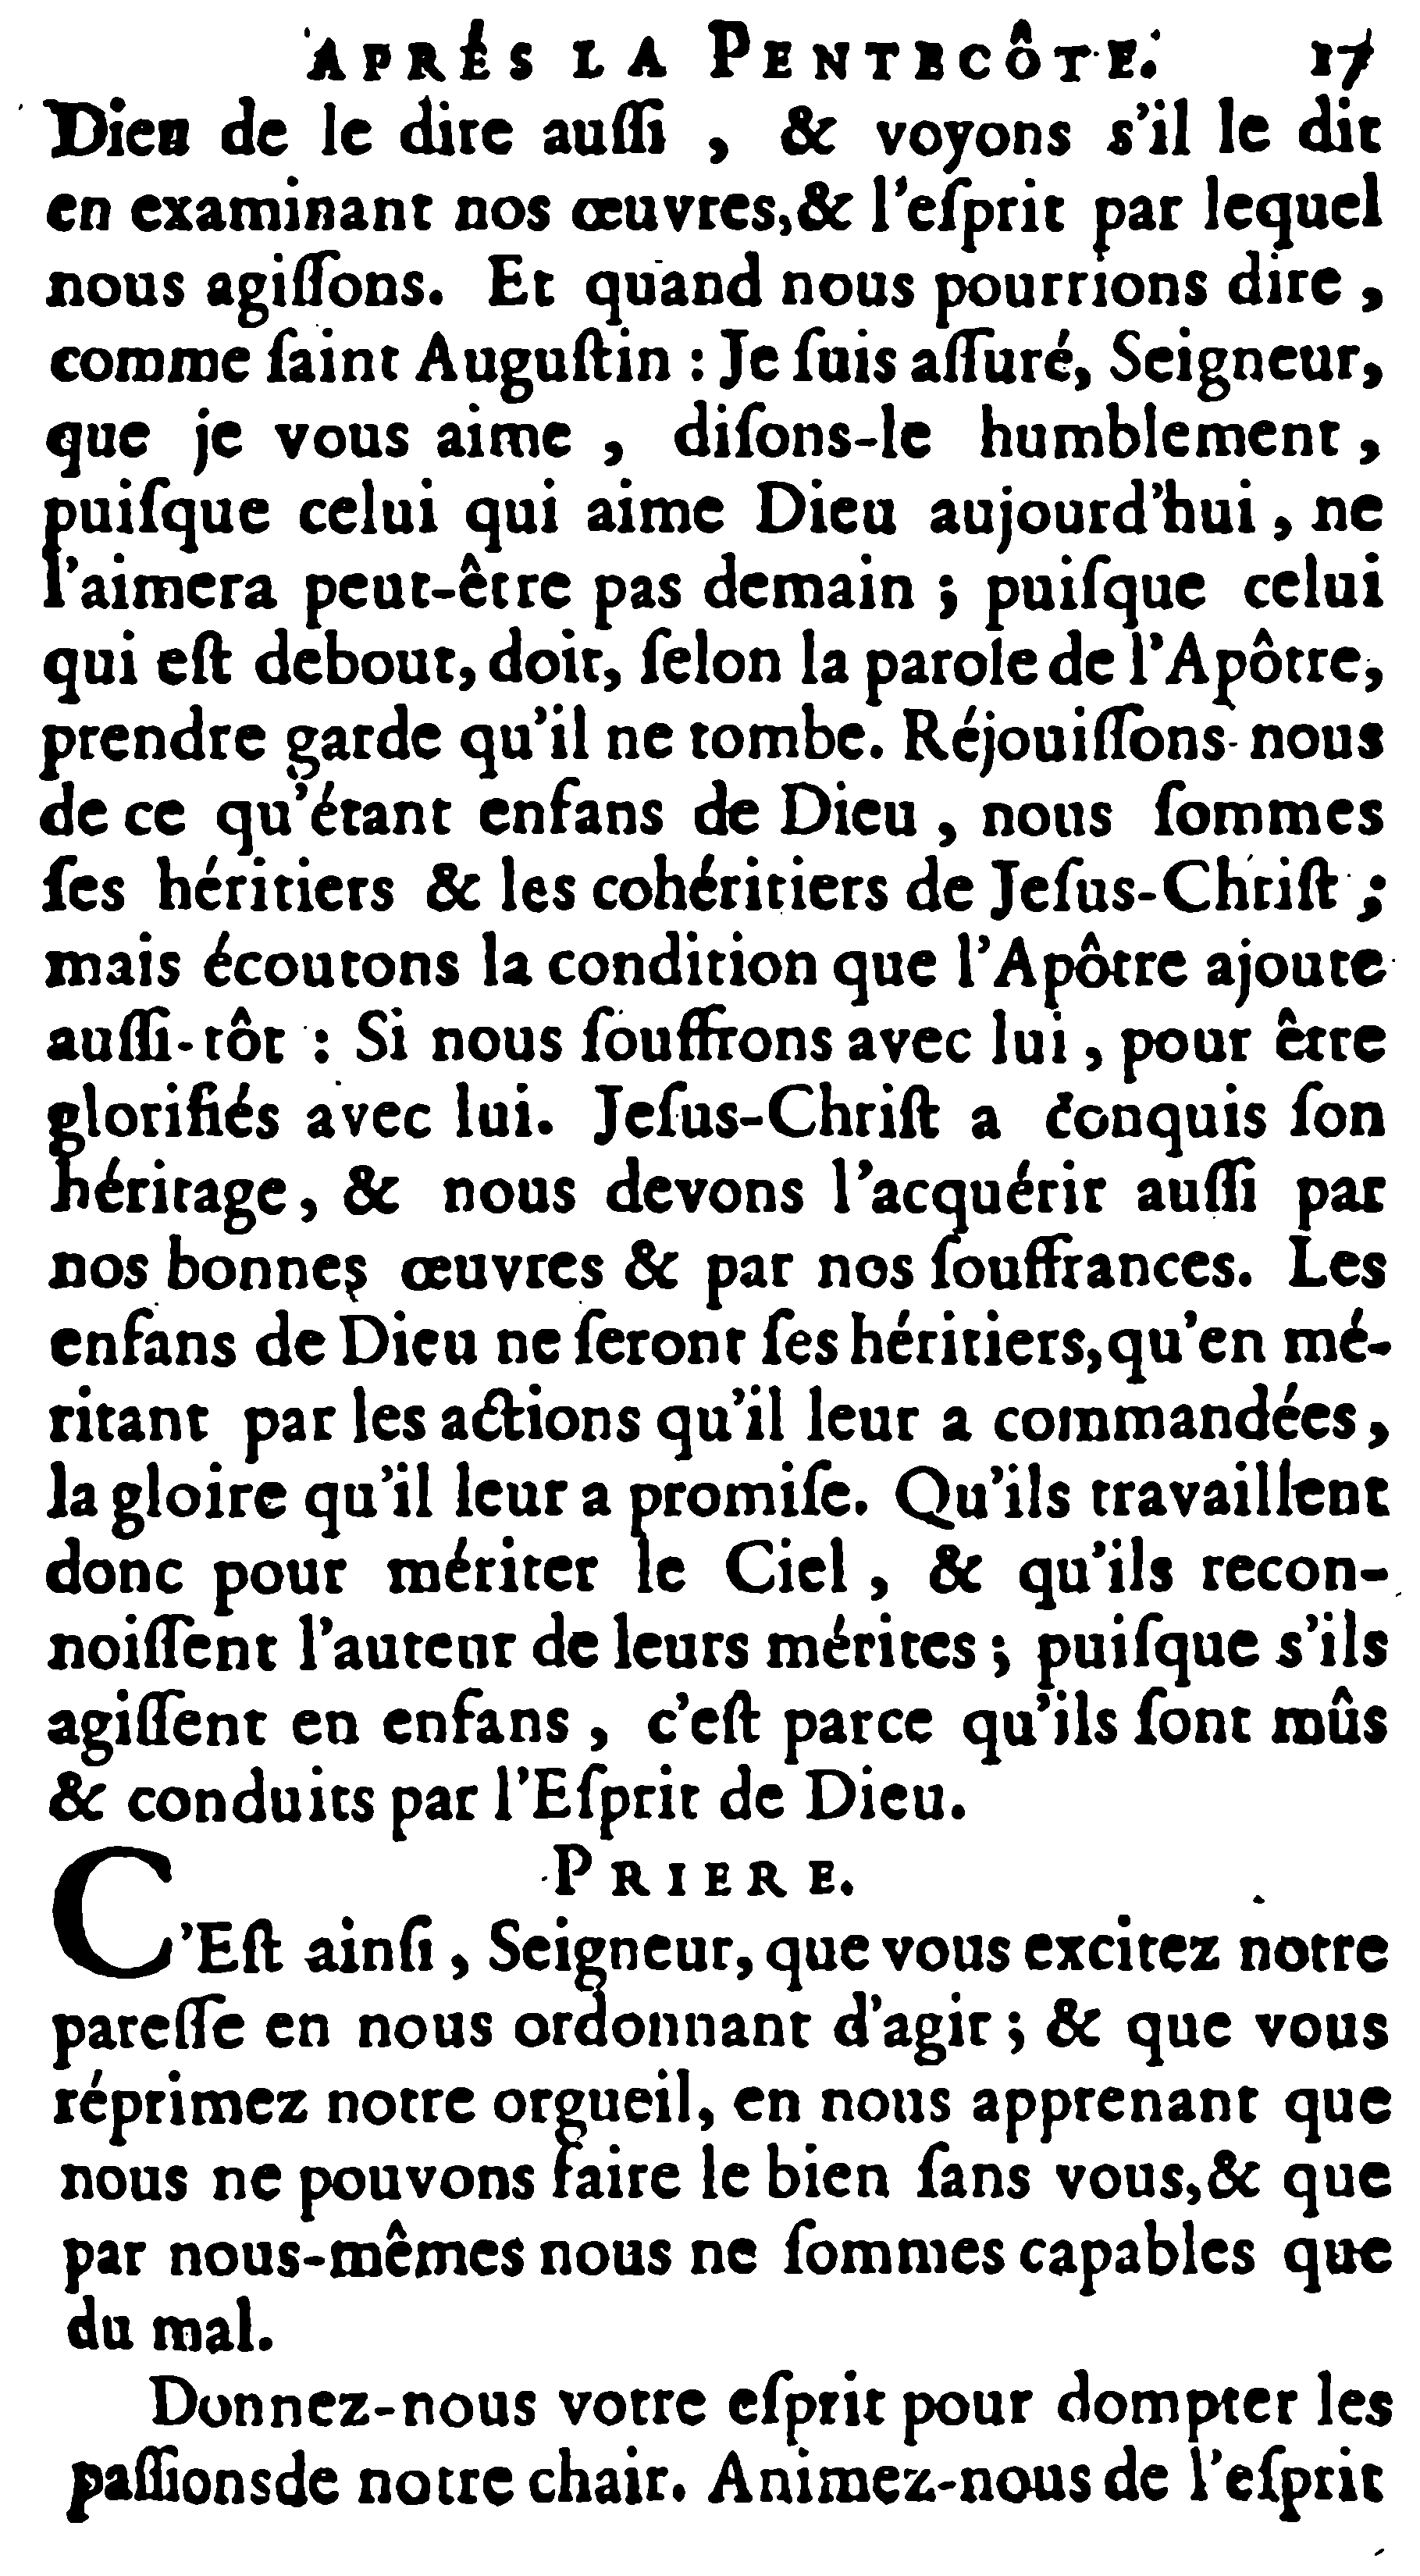 APRÉS LA PENTECÔTE. 17
Dieu de le dire auſſi , & voyons s'il le dit
en examinant nos œuvres, & l'eſprit par lequel
nous agiſſons. Et quand nous pourrions dire ,
comme ſaint Auguſtin : Je ſuis aſſuré, Seigneur,
que je vous aime , diſons-le humblement ,
puiſque celui qui aime Dieu aujourd'hui , ne
l'aimera peut-être pas demain ; puiſque celui
qui eſt debout, doit, ſelon la parole de l'Apôtre,
prendre garde qu'il ne tombe. Réjouiſſons-nous
de ce qu'étant enfans de Dieu , nous ſommes
ſes héritiers & les cohéritiers de Jeſus-Chriſt ;
mais écoutons la condition que l'Apôtre ajoute
auſſi-tôt : Si nous ſouffrons avec lui , pour être
glorifiés avec lui. Jeſus-Chriſt a conquis ſon
héritage, & nous devons l'acquérir auſſi par
nos bonnes œuvres & par nos ſouffrances. Les
enfans de Dieu ne ſeront ſes héritiers, qu'en mé-
ritant par les actions qu'il leur a commandées,
la gloire qu'il leur a promiſe. Qu'ils travaillent
donc pour mériter le Ciel , & qu'ils recon-
noiſſent l'auteur de leurs mérites ; puiſque s'ils
agiſſent en enfans , c'eſt parce qu'ils ſont mûs
& conduits par l'Eſprit de Dieu.
PRIERE.
C'Eſt ainſi , Seigneur, que vous excitez notre
pareſſe en nous ordonnant d'agir ; & que vous
réprimez notre orgueil, en nous apprenant que
nous ne pouvons faire le bien ſans vous, & que
par nous-mêmes nous ne ſommes capables que
du mal.
Donnez-nous votre eſprit pour dompter les
paſſions de notre chair. Animez-nous de l'eſprit